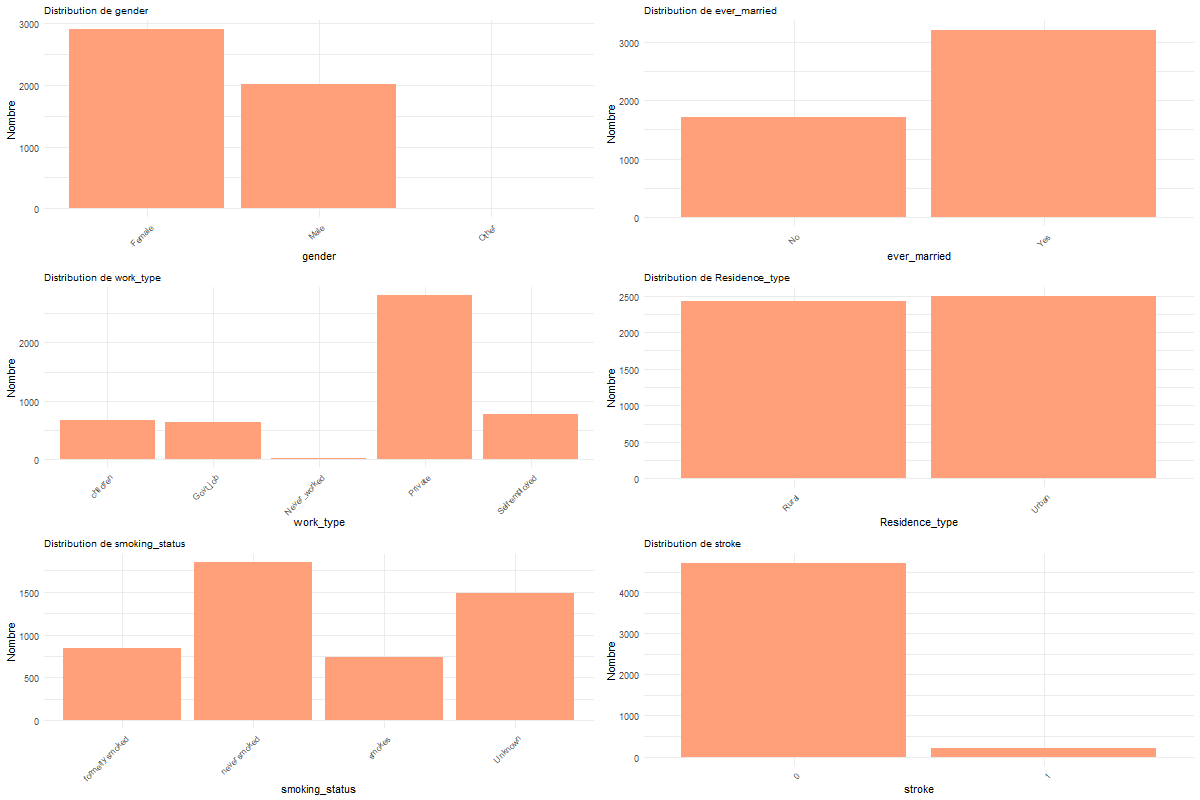 Distribution de gender
Nombre
3000
2000
1000
0
Female
Male
Other
gender
Distribution de ever_married
Nombre
3000
2000
1000
0
No
Yes
ever_married
Distribution de work_type
Nombre
2000
1000
0
children
Govt_job
Never_worked
Private
Self-employed
work_type
Distribution de Residence_type
Nombre
2500
2000
1500
1000
500
0
Rural
Urban
Residence_type
Distribution de smoking_status
Nombre
1500
1000
500
0
formerly smoked
never smoked
smokes
Unknown
smoking_status
Distribution de stroke
Nombre
4000
3000
2000
1000
0
0
1
stroke